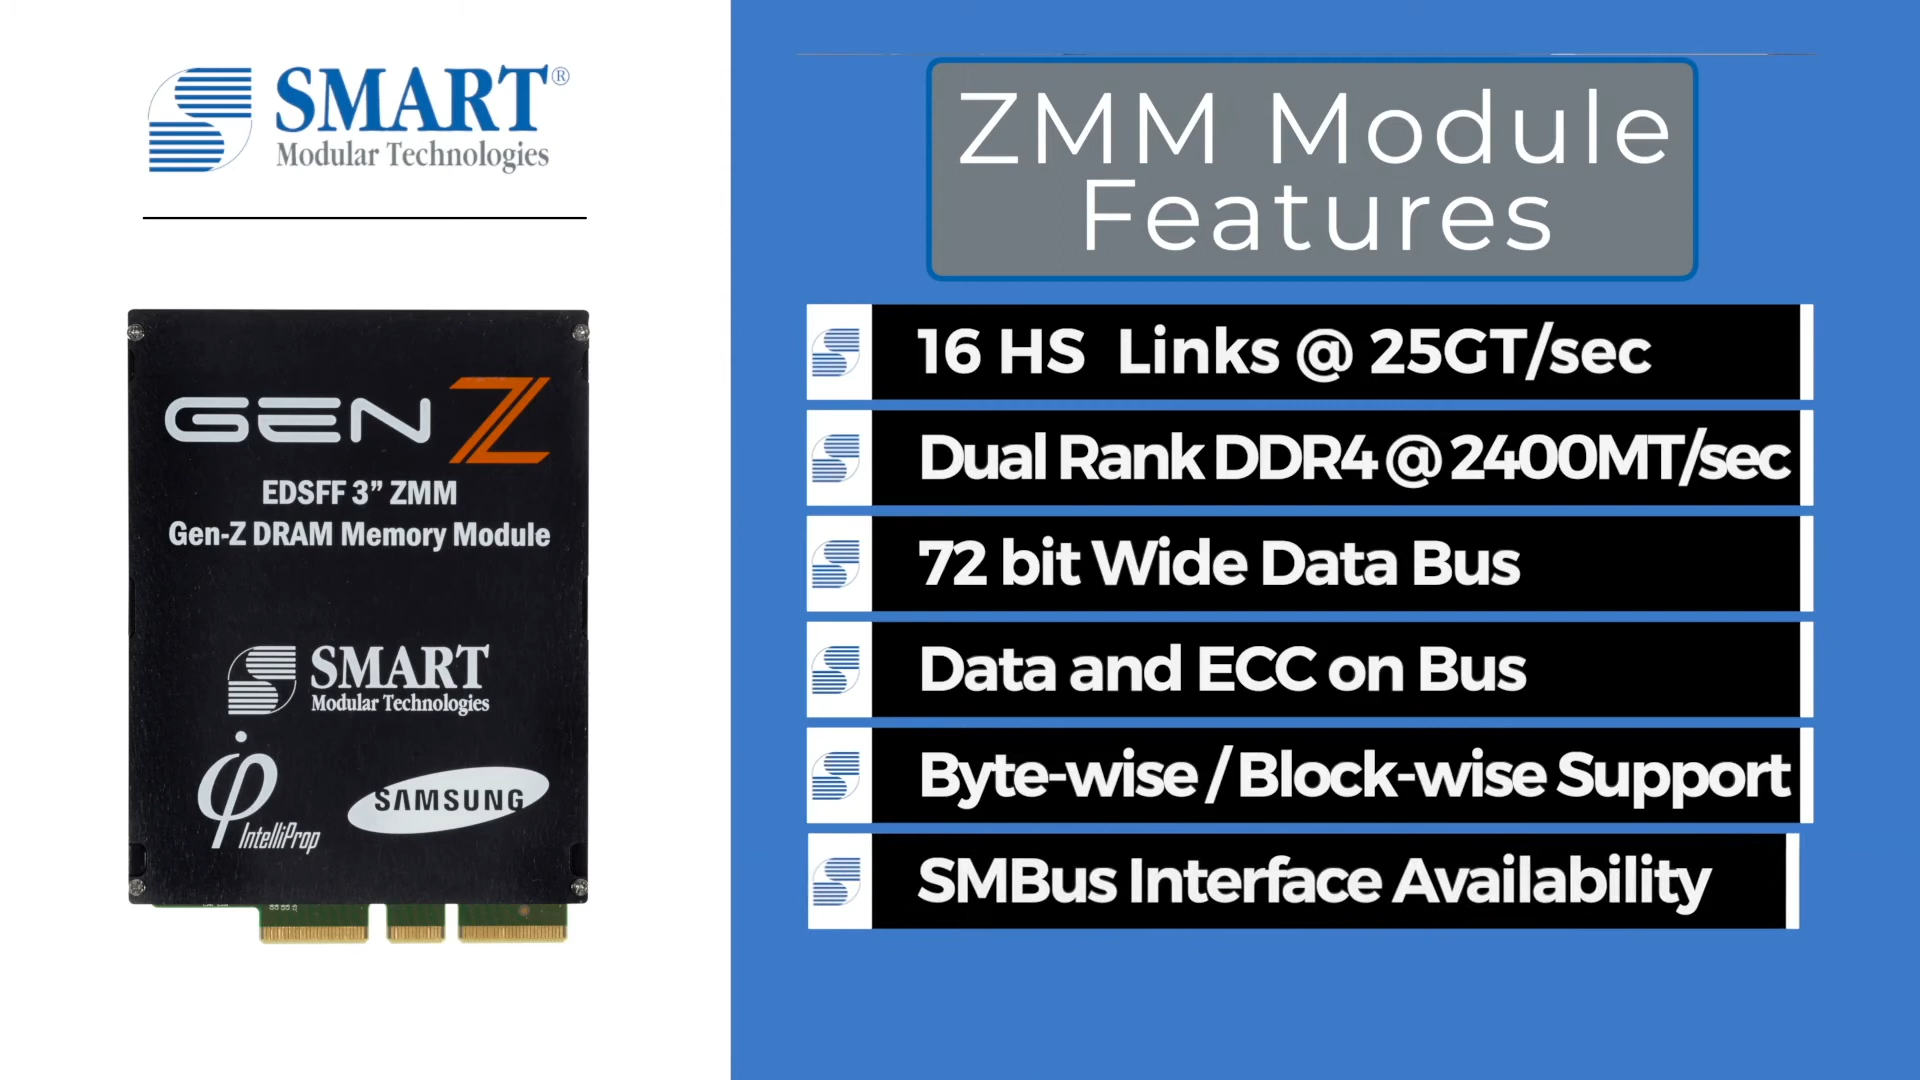 SMART®
Modular Technologies
GEN Z
EDSFF 3” ZMM
Gen-Z DRAM Memory Module
SMART
Modular Technologies
IntelliProp
SAMSUNG
ZMM Module
Features
16 HS Links @ 25GT/sec
Dual Rank DDR4 @ 2400MT/sec
72 bit Wide Data Bus
Data and ECC on Bus
Byte-wise / Block-wise Support
SMBus Interface Availability